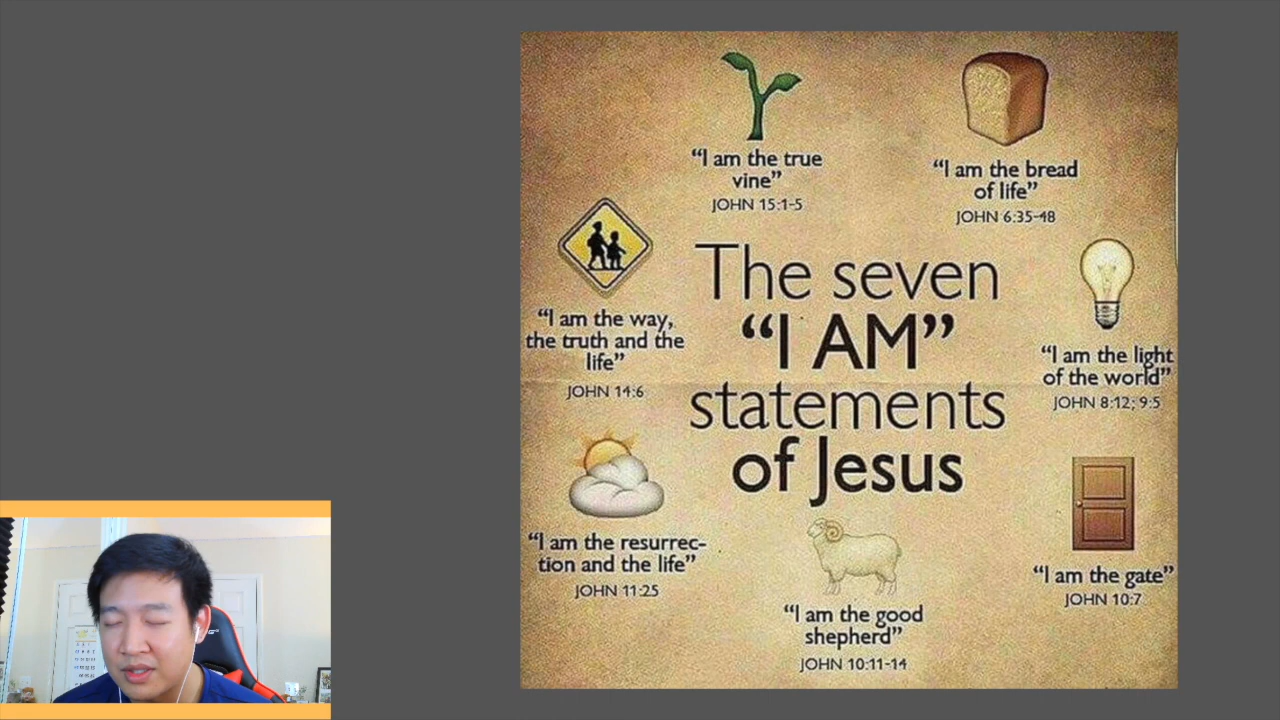 “I am the true
vine”
JOHN 15:1-5
“I am the bread
of life”
JOHN 6:35-48
“I am the way,
the truth and the
life”
JOHN 14:6
The seven
“I AM”
statements
of Jesus
“I am the light
of the world”
JOHN 8:12; 9:5
“I am the resurrec-
tion and the life”
JOHN 11:25
“I am the good
shepherd”
JOHN 10:11-14
“I am the gate”
JOHN 10:7